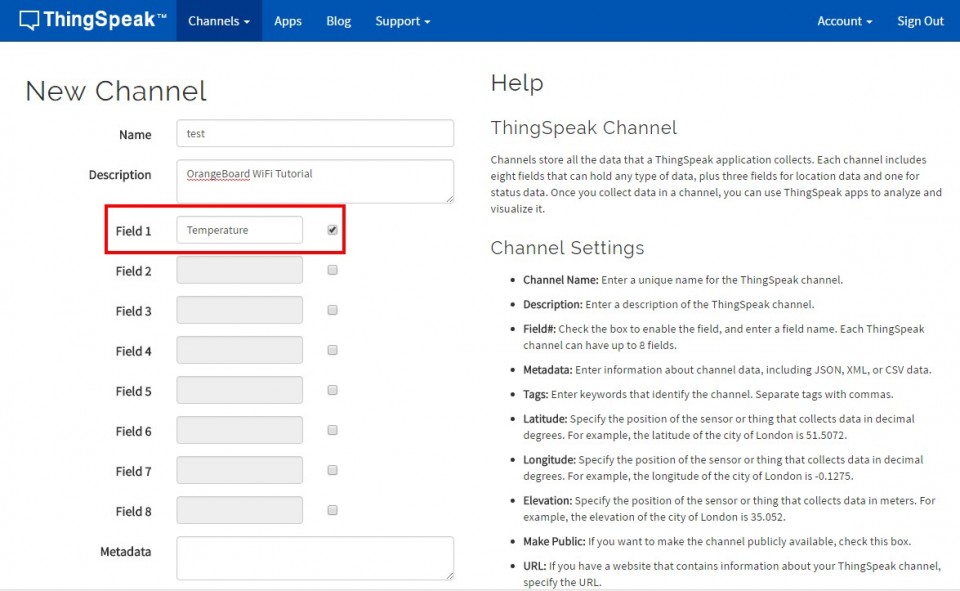 ThingSpeak™ Channels Apps Blog Support Account Sign Out
New Channel
Name test
Description OrangeBoard WiFi Tutorial
Field 1 Temperature
Field 2
Field 3
Field 4
Field 5
Field 6
Field 7
Field 8
Metadata
Help
ThingSpeak Channel
Channels store all the data that a ThingSpeak application collects. Each channel includes
eight fields that can hold any type of data, plus three fields for location data and one for
status data. Once you collect data in a channel, you can use ThingSpeak apps to analyze and
visualize it.
Channel Settings
• Channel Name: Enter a unique name for the ThingSpeak channel.
• Description: Enter a description of the ThingSpeak channel.
• Field#: Check the box to enable the field, and enter a field name. Each ThingSpeak
channel can have up to 8 fields.
• Metadata: Enter information about channel data, including JSON, XML, or CSV data.
• Tags: Enter keywords that identify the channel. Separate tags with commas.
• Latitude: Specify the position of the sensor or thing that collects data in decimal
degrees. For example, the latitude of the city of London is 51.5072.
• Longitude: Specify the position of the sensor or thing that collects data in decimal
degrees. For example, the longitude of the city of London is -0.1275.
• Elevation: Specify the position of the sensor or thing that collects data in meters. For
example, the elevation of the city of London is 35.052.
• Make Public: If you want to make the channel publicly available, check this box.
• URL: If you have a website that contains information about your ThingSpeak channel,
specify the URL.